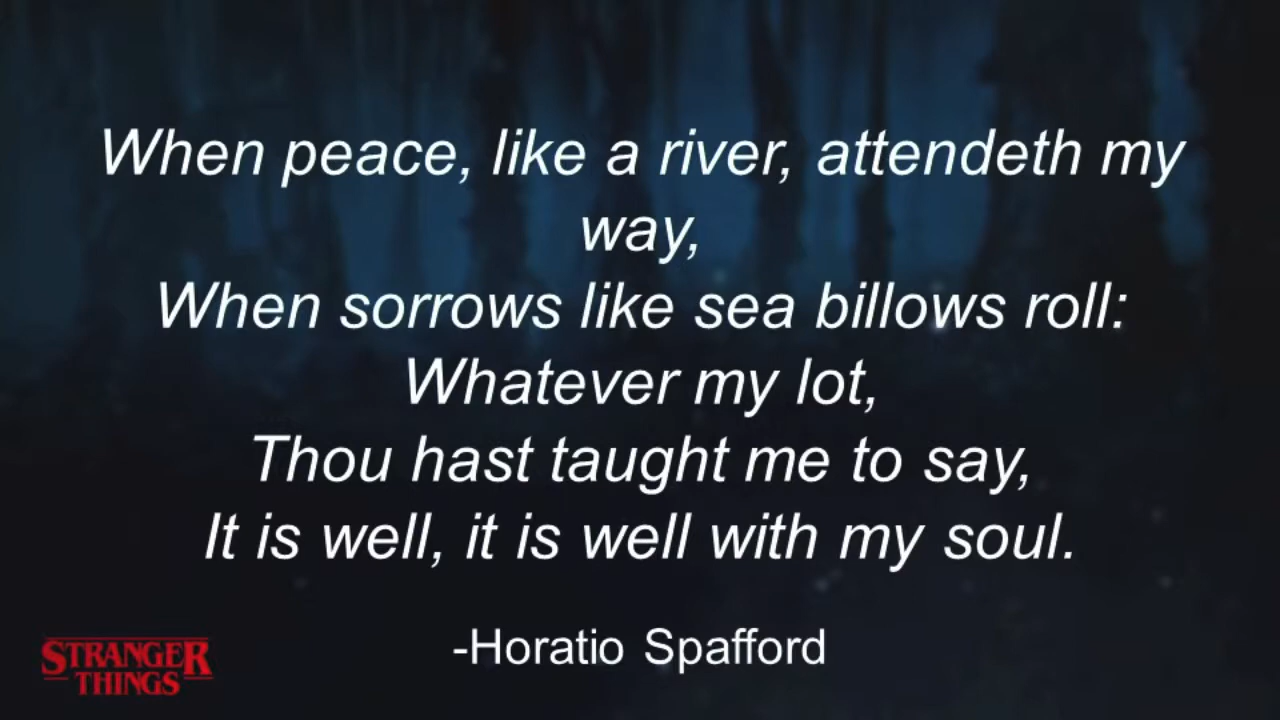 When peace, like a river, attendeth my
way,
When sorrows like sea billows roll:
Whatever my lot,
Thou hast taught me to say,
It is well, it is well with my soul.
-Horatio Spafford
STRANGER
THINGS